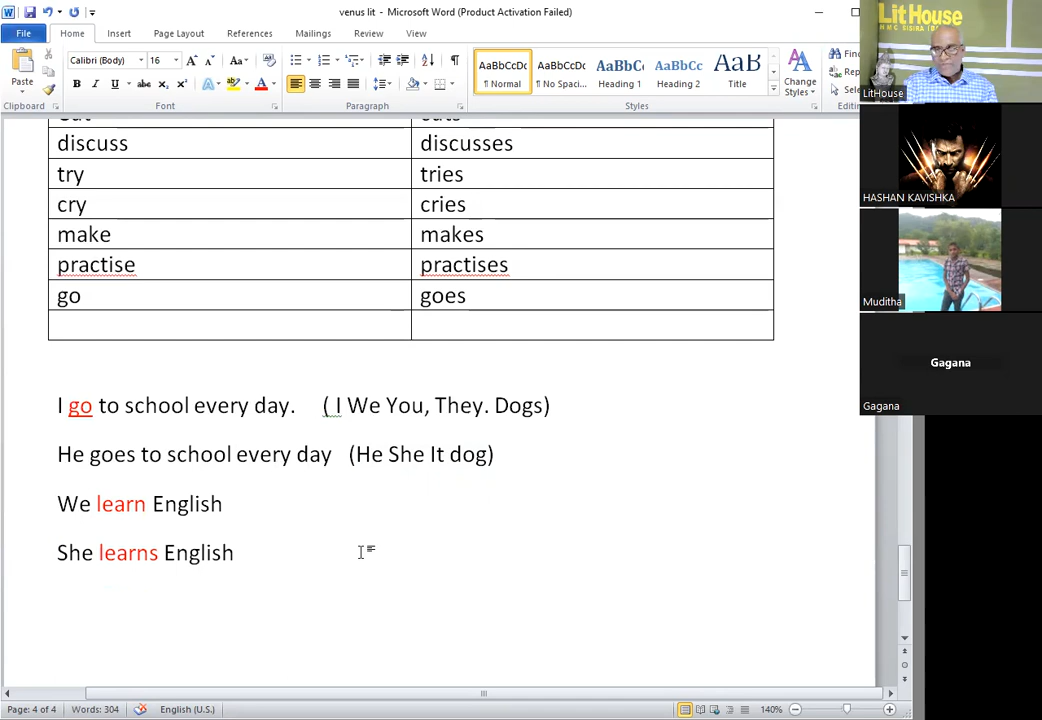 venus lit - Microsoft Word (Product Activation Failed)
File Home Insert Page Layout References Mailings Review View
Paste
Calibri (Body) 16
AaBbCcDc AaBbCcDc AaBbCc AaBbCc AaB
¶ Normal ¶ No Spaci... Heading 1 Heading 2 Title
Change Styles
Find
Clipboard Font Paragraph Styles
LitHouse
HMC SISIRA
LitHouse
discuss discusses
try tries
cry cries
make makes
practise practises
go goes
I go to school every day. ( I We You, They. Dogs)
He goes to school every day (He She It dog)
We learn English
She learns English
HASHAN KAVISHKA
Muditha
Gagana
Gagana
Page: 4 of 4 Words: 304 English (U.S.) 140%